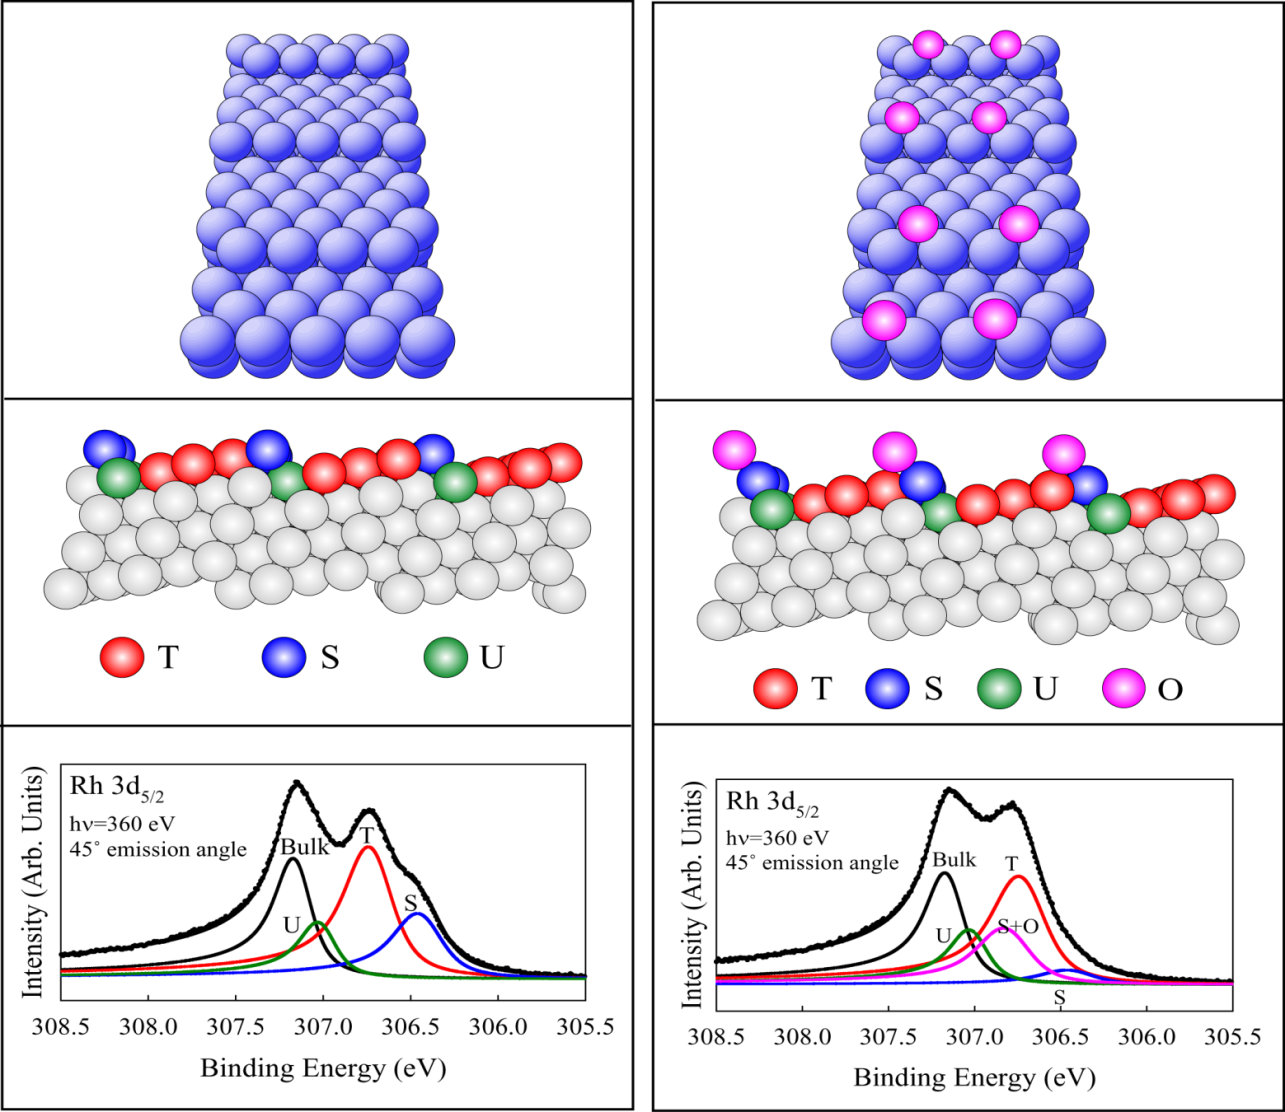 T S U
T S U O
Rh 3d5/2
hν=360 eV
45˚ emission angle
Bulk
T
U
S
Intensity (Arb. Units)
308.5 308.0 307.5 307.0 306.5 306.0 305.5
Binding Energy (eV)
Rh 3d5/2
hν=360 eV
45˚ emission angle
Bulk
T
U
S+O
S
Intensity (Arb. Units)
308.5 308.0 307.5 307.0 306.5 306.0 305.5
Binding Energy (eV)